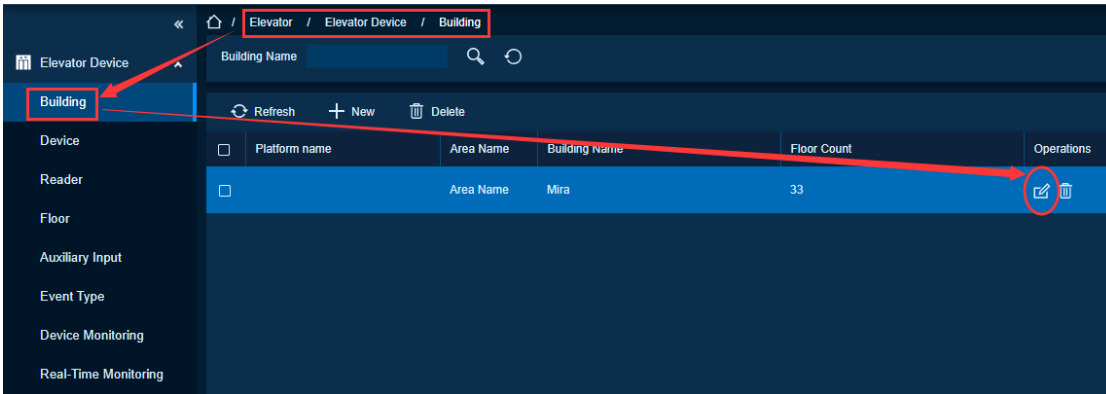 « / Elevator / Elevator Device / Building
Elevator Device
Building Name
Building
Refresh New Delete
Device
Platform name Area Name Building Name Floor Count Operations
Reader
Area Name Mira 33
Floor
Auxiliary Input
Event Type
Device Monitoring
Real-Time Monitoring